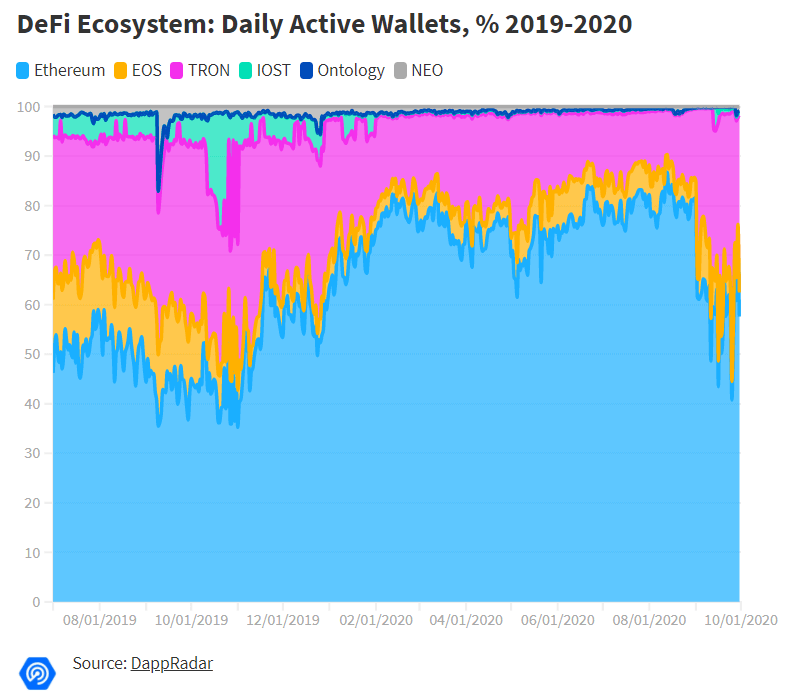 DeFi Ecosystem: Daily Active Wallets, % 2019-2020
Ethereum EOS TRON IOST Ontology NEO
100
90
80
70
60
50
40
30
20
10
0
08/01/2019 10/01/2019 12/01/2019 02/01/2020 04/01/2020 06/01/2020 08/01/2020 10/01/2020
Source: DappRadar